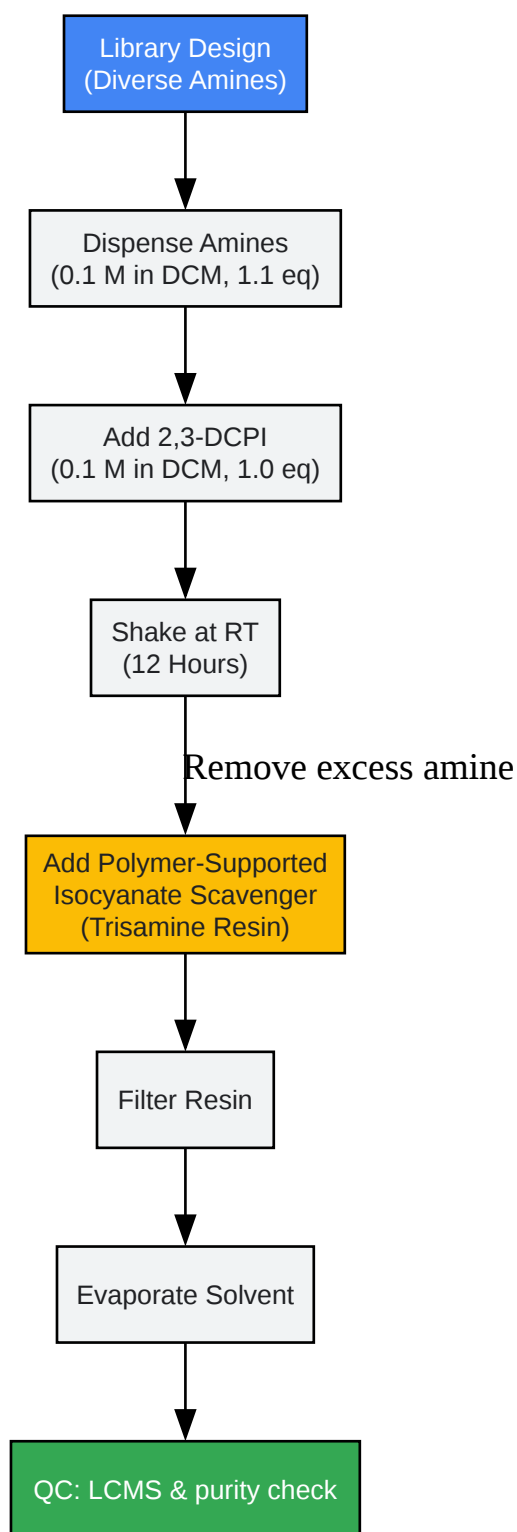 Library Design
(Diverse Amines)
Dispense Amines
(0.1 M in DCM, 1.1 eq)
Add 2,3-DCPI
(0.1 M in DCM, 1.0 eq)
Shake at RT
(12 Hours)
Remove excess amine
Add Polymer-Supported
Isocyanate Scavenger
(Trisamine Resin)
Filter Resin
Evaporate Solvent
QC: LCMS & purity check